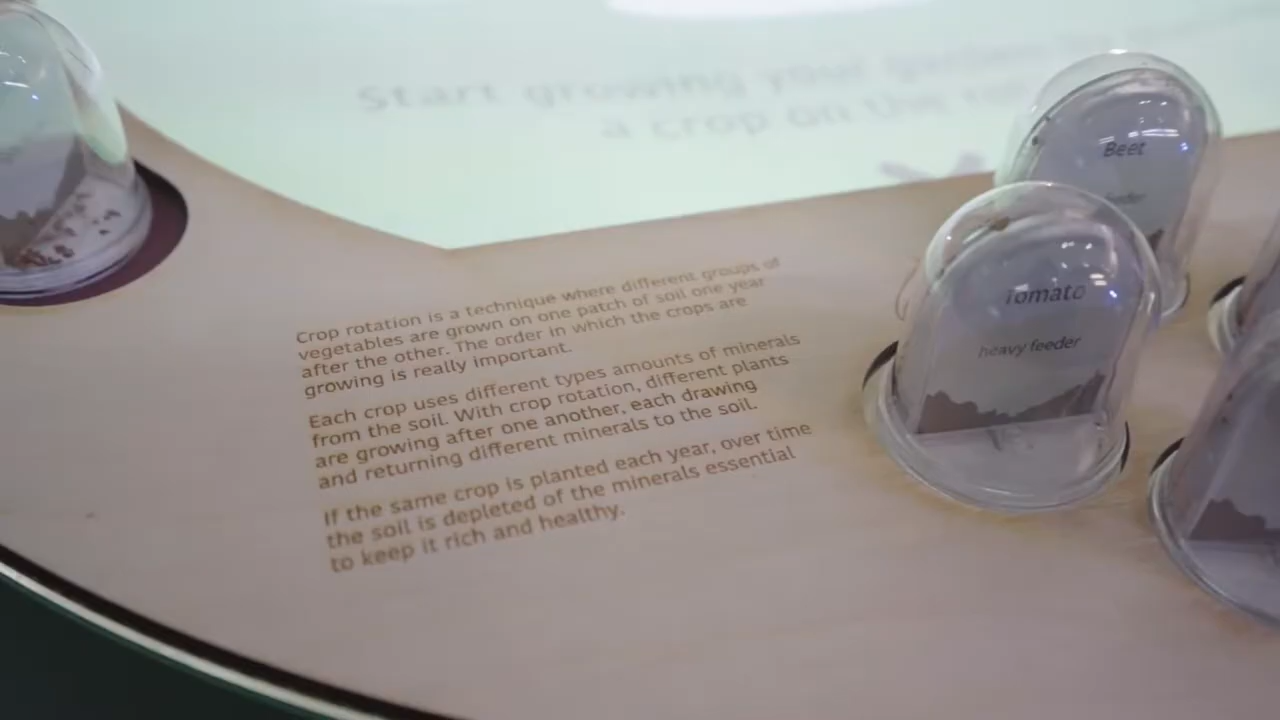 Start growing your garden
a crop on the
Beet
feeder
Tomato
heavy feeder
Crop rotation is a technique where different groups of
vegetables are grown on one patch of soil one year
after the other. The order in which the crops are
growing is really important.
Each crop uses different types amounts of minerals
from the soil. With crop rotation, different plants
are growing after one another, each drawing
and returning different minerals to the soil.
If the same crop is planted each year, over time
the soil is depleted of the minerals essential
to keep it rich and healthy.